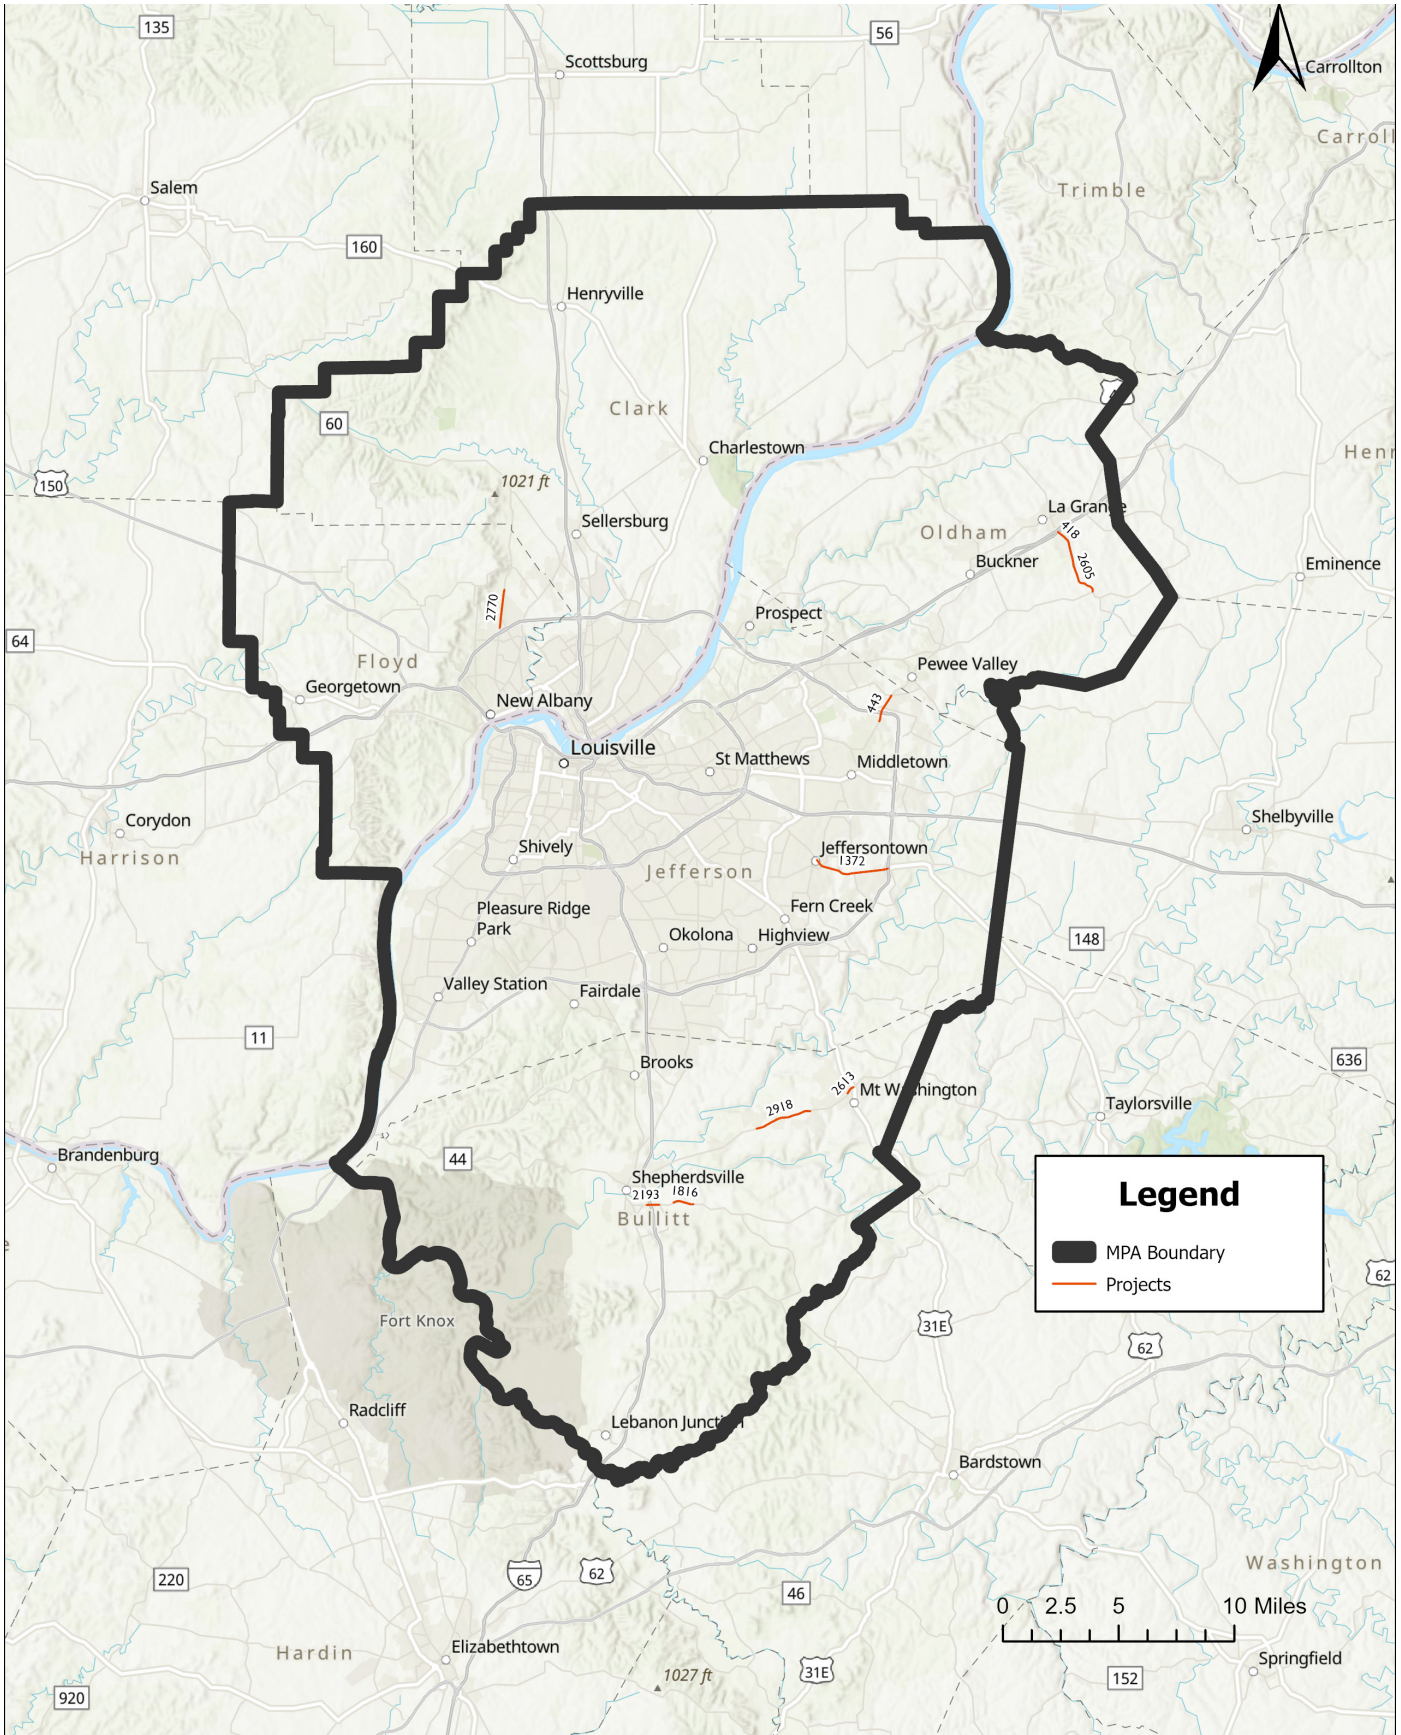 135
56
Scottsburg
Carrollton
Carroll
Salem
Trimble
160
Henryville
Clark
60
Charlestown
Henr
150
1021 ft
La Grange
Sellersburg
Oldham
418
Buckner
2605
Eminence
2770
Prospect
64
Floyd
Pewee Valley
Georgetown
New Albany
443
Louisville
St Matthews
Middletown
Corydon
Shelbyville
Harrison
Shively
Jeffersontown
1372
Jefferson
Pleasure Ridge
Park
Fern Creek
Okolona
Highview
148
Valley Station
Fairdale
11
Brooks
636
2613
Mt Washington
2918
Taylorsville
Brandenburg
44
Shepherdsville
2193
1816
Bullitt
Legend
MPA Boundary
Projects
e
62
Fort Knox
31E
62
Radcliff
Lebanon Junction
Bardstown
220
65
62
46
Washington
0 2.5 5 10 Miles
Hardin
Elizabethtown
Springfield
1027 ft
31E
152
920